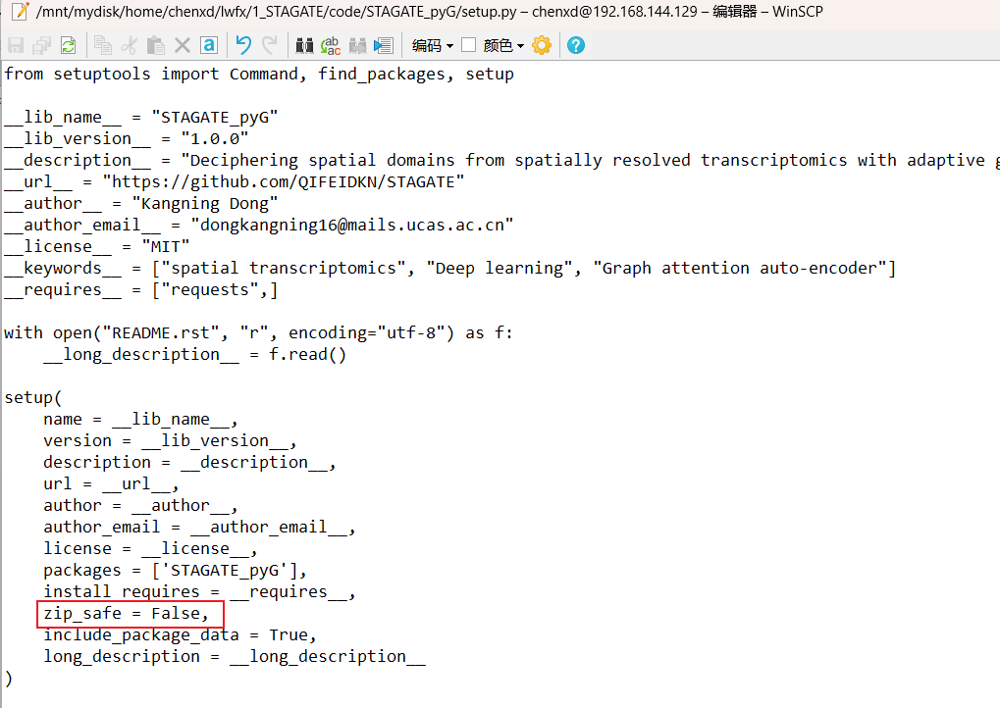 /mnt/mydisk/home/chenxd/lwfx/1_STAGATE/code/STAGATE_pyG/setup.py – chenxd@192.168.144.129 – 编辑器 – WinSCP
编码 颜色
from setuptools import Command, find_packages, setup
__lib_name__ = "STAGATE_pyG"
__lib_version__ = "1.0.0"
__description__ = "Deciphering spatial domains from spatially resolved transcriptomics with adaptive g
__url__ = "https://github.com/QIFEIDKN/STAGATE"
__author__ = "Kangning Dong"
__author_email__ = "dongkangning16@mails.ucas.ac.cn"
__license__ = "MIT"
__keywords__ = ["spatial transcriptomics", "Deep learning", "Graph attention auto-encoder"]
__requires__ = ["requests",]
with open("README.rst", "r", encoding="utf-8") as f:
    __long_description__ = f.read()
setup(
    name = __lib_name__,
    version = __lib_version__,
    description = __description__,
    url = __url__,
    author = __author__,
    author_email = __author_email__,
    license = __license__,
    packages = ['STAGATE_pyG'],
    install_requires = __requires__,
    zip_safe = False,
    include_package_data = True,
    long_description = __long_description__
)